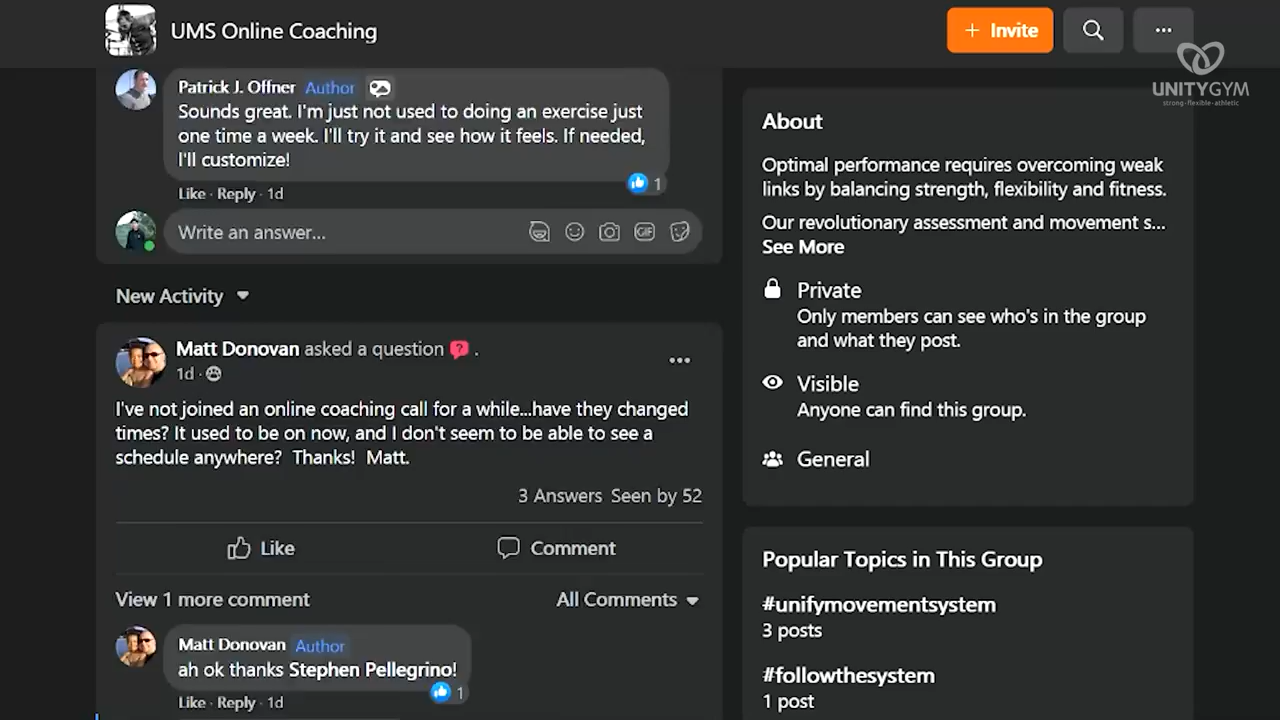 UMS Online Coaching
+ Invite
UNITYGYM
strong·flexible·athletic
Patrick J. Offner Author
Sounds great. I'm just not used to doing an exercise just
one time a week. I'll try it and see how it feels. If needed,
I'll customize!
1
Like · Reply · 1d
Write an answer...
GIF
New Activity
Matt Donovan asked a question .
1d ·
I've not joined an online coaching call for a while...have they changed
times? It used to be on now, and I don't seem to be able to see a
schedule anywhere? Thanks! Matt.
3 Answers Seen by 52
Like
Comment
View 1 more comment
All Comments
Matt Donovan Author
ah ok thanks Stephen Pellegrino!
1
Like · Reply · 1d
About
Optimal performance requires overcoming weak
links by balancing strength, flexibility and fitness.
Our revolutionary assessment and movement s...
See More
Private
Only members can see who's in the group
and what they post.
Visible
Anyone can find this group.
General
Popular Topics in This Group
#unifymovementsystem
3 posts
#followthesystem
1 post